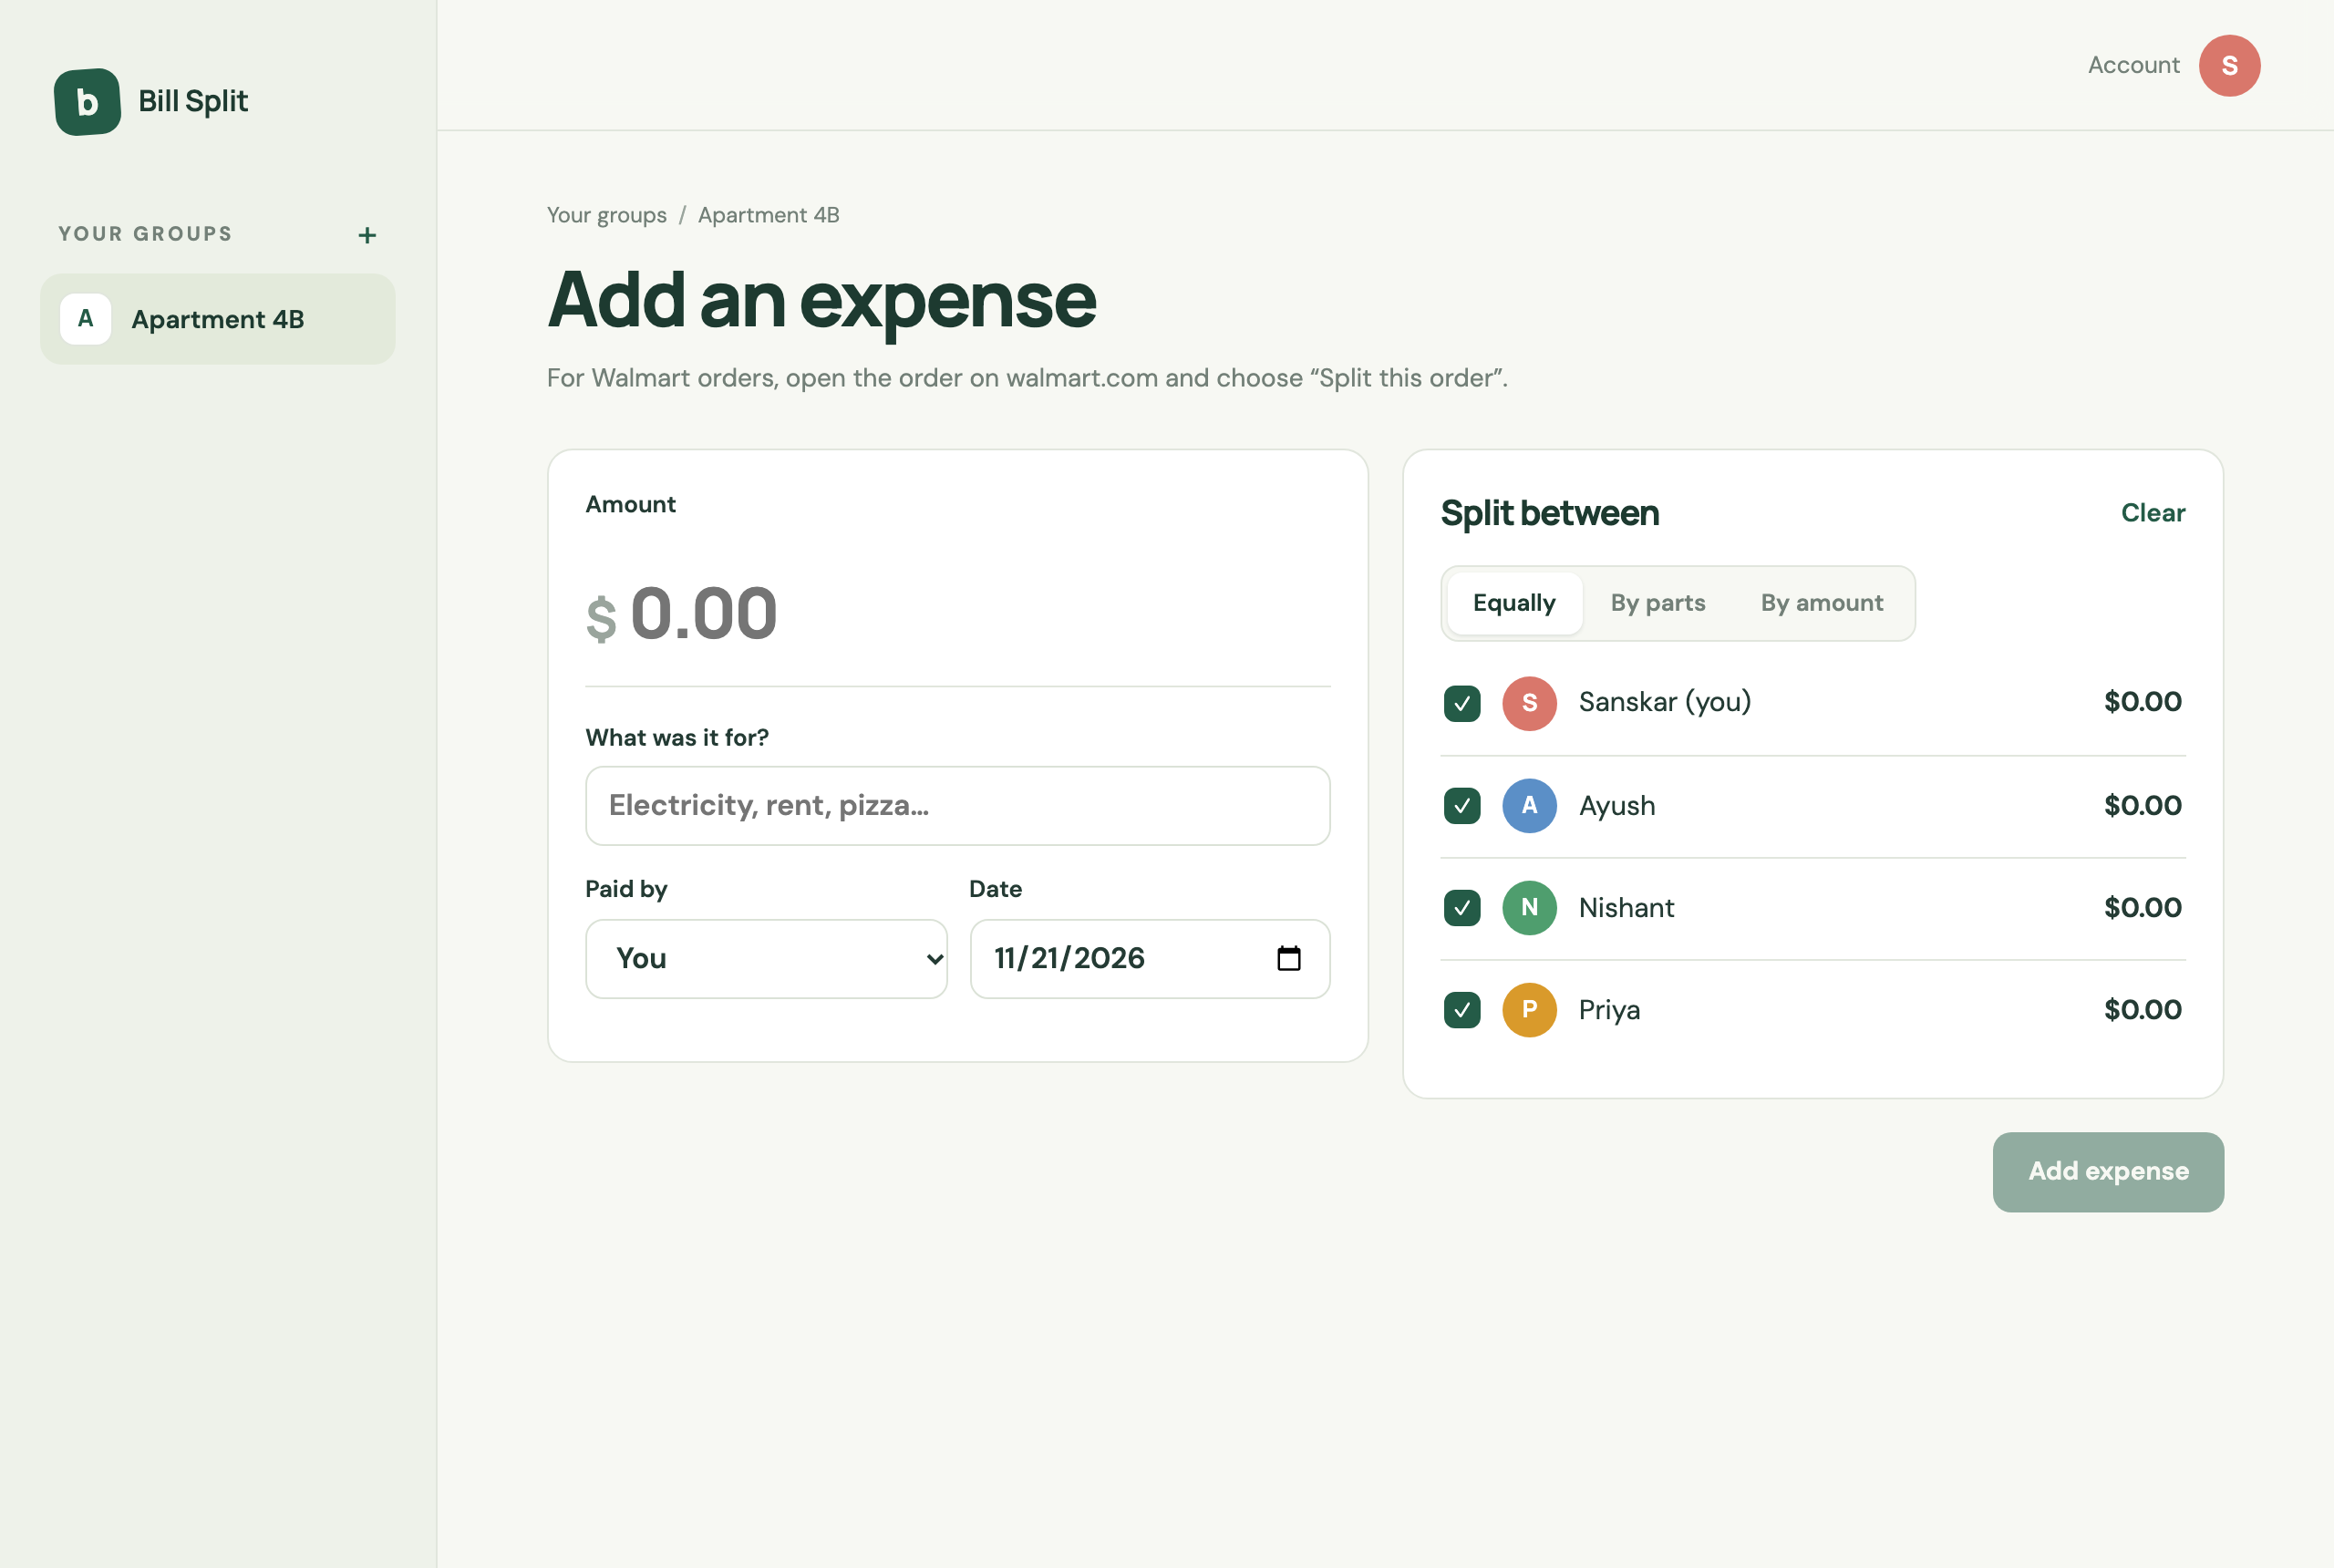 b Bill Split
Account S
YOUR GROUPS +
A Apartment 4B
Your groups / Apartment 4B
Add an expense
For Walmart orders, open the order on walmart.com and choose “Split this order”.
Amount
$ 0.00
What was it for?
Electricity, rent, pizza...
Paid by Date
You 11/21/2026
Split between Clear
Equally By parts By amount
S Sanskar (you) $0.00
A Ayush $0.00
N Nishant $0.00
P Priya $0.00
Add expense